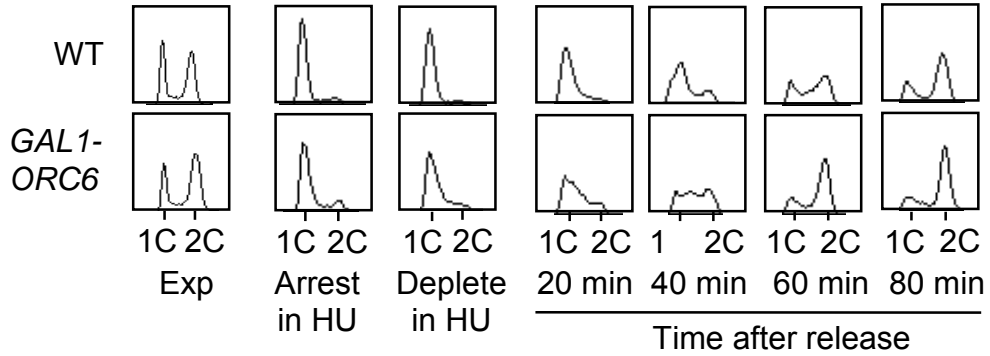 WT
GAL1-
ORC6
1C 2C 1C 2C 1C 2C 1C 2C 1 2C 1C 2C 1C 2C
Exp Arrest Deplete 20 min 40 min 60 min 80 min
in HU in HU
Time after release